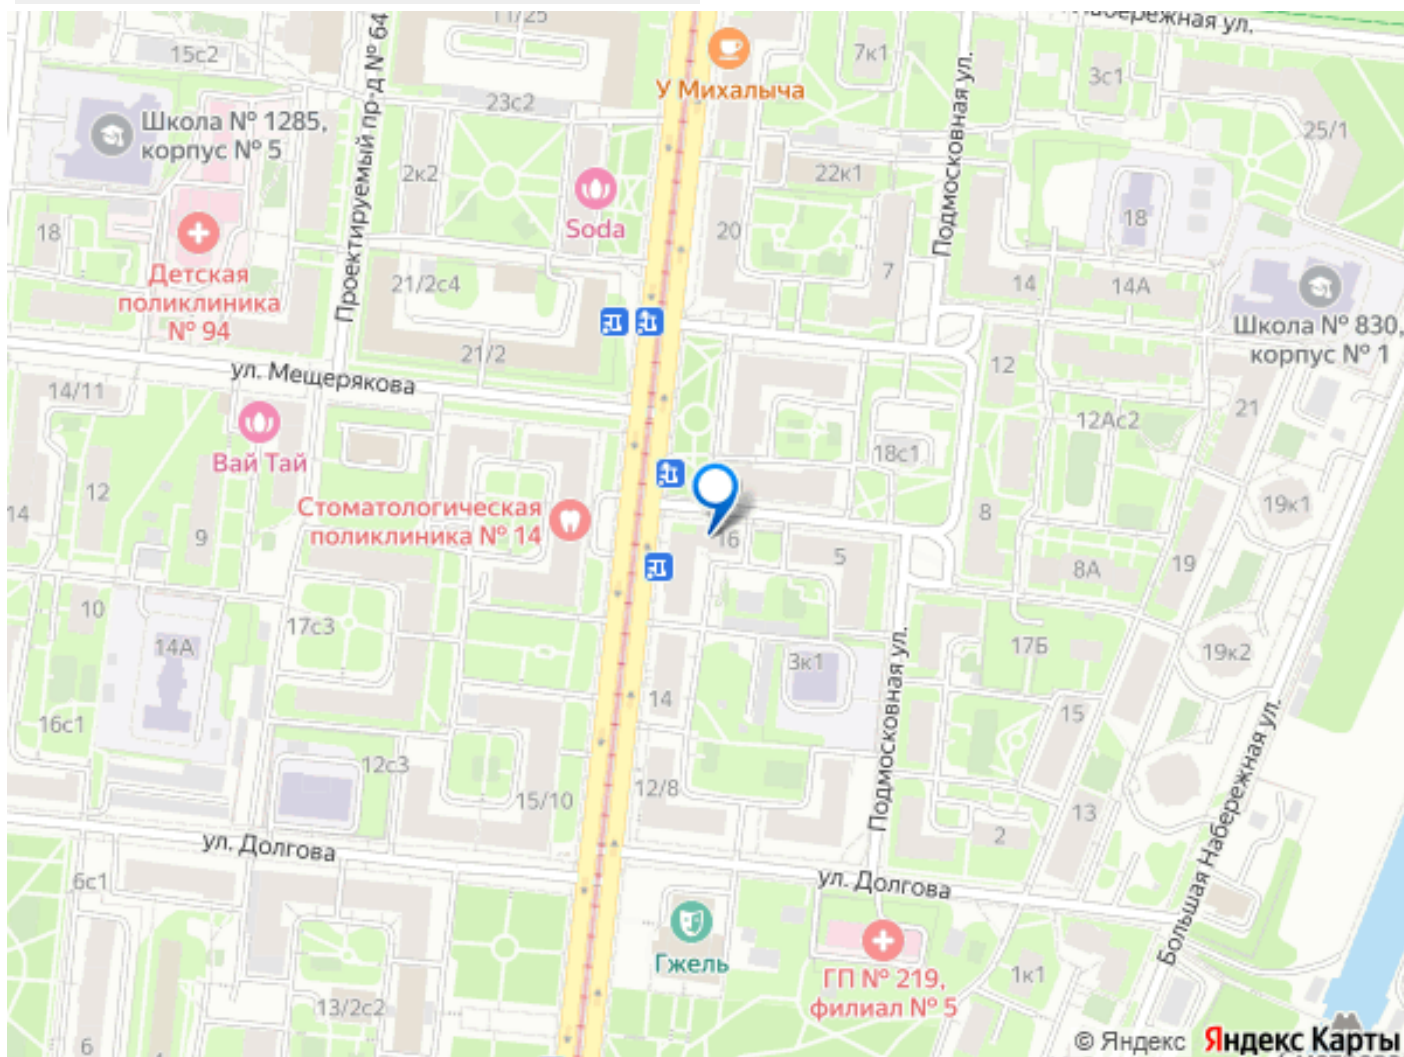 11/25
Набережная ул.
15с2
Проектируемый пр-д № 64
У Михалыча
7к1
Подмосковная ул.
3с1
23с2
25/1
Школа № 1285,
корпус № 5
2к2
22к1
Soda
18
20
18
Детская
поликлиника
№ 94
21/2с4
7
14
14А
Школа № 830,
корпус № 1
21/2
12
ул. Мещерякова
14/11
21
12Ас2
Вай Тай
18с1
12
14
9
Стоматологическая
поликлиника № 14
16
5
8
19к1
8А
19
10
17с3
14А
3к1
17Б
19к2
Подмосковная ул.
14
15
16с1
12с3
15/10
12/8
13
2
Большая Набережная ул.
ул. Долгова
6с1
ул. Долгова
Гжель
ГП № 219,
филиал № 5
1к1
13/2с2
6
4
© Яндекс Яндекс Карты